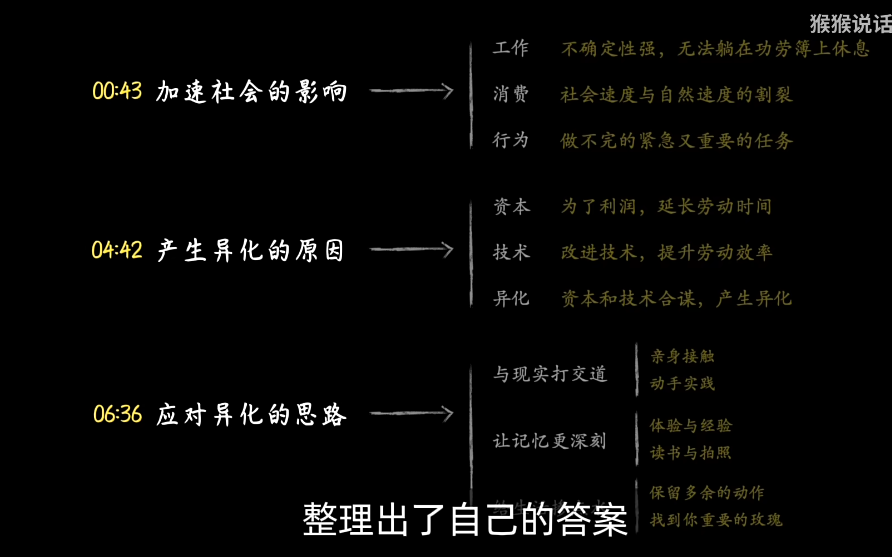 猴猴说话
00:43 加速社会的影响
工作 不确定性强，无法躺在功劳簿上休息
消费 社会速度与自然速度的割裂
行为 做不完的紧急又重要的任务
04:42 产生异化的原因
资本 为了利润，延长劳动时间
技术 改进技术，提升劳动效率
异化 资本和技术合谋，产生异化
06:36 应对异化的思路
与现实打交道
亲身接触
动手实践
让记忆更深刻
体验与经验
读书与拍照
保留多余的动作
找到你重要的玫瑰
整理出了自己的答案